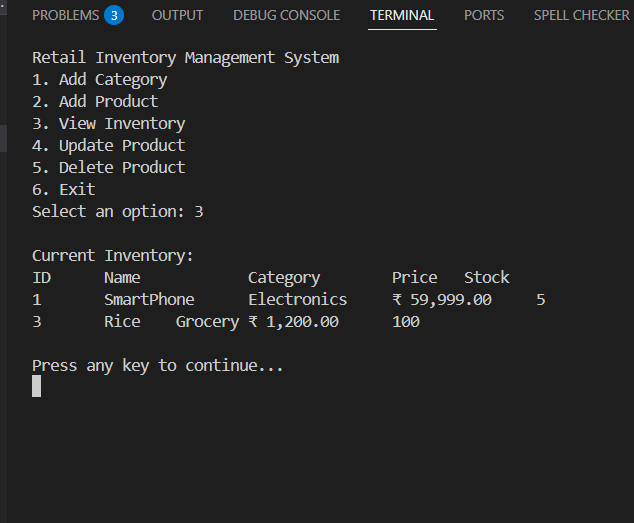 PROBLEMS 3 OUTPUT DEBUG CONSOLE TERMINAL PORTS SPELL CHECKER
Retail Inventory Management System
1. Add Category
2. Add Product
3. View Inventory
4. Update Product
5. Delete Product
6. Exit
Select an option: 3
Current Inventory:
ID Name Category Price Stock
1 SmartPhone Electronics ₹ 59,999.00 5
3 Rice Grocery ₹ 1,200.00 100
Press any key to continue...